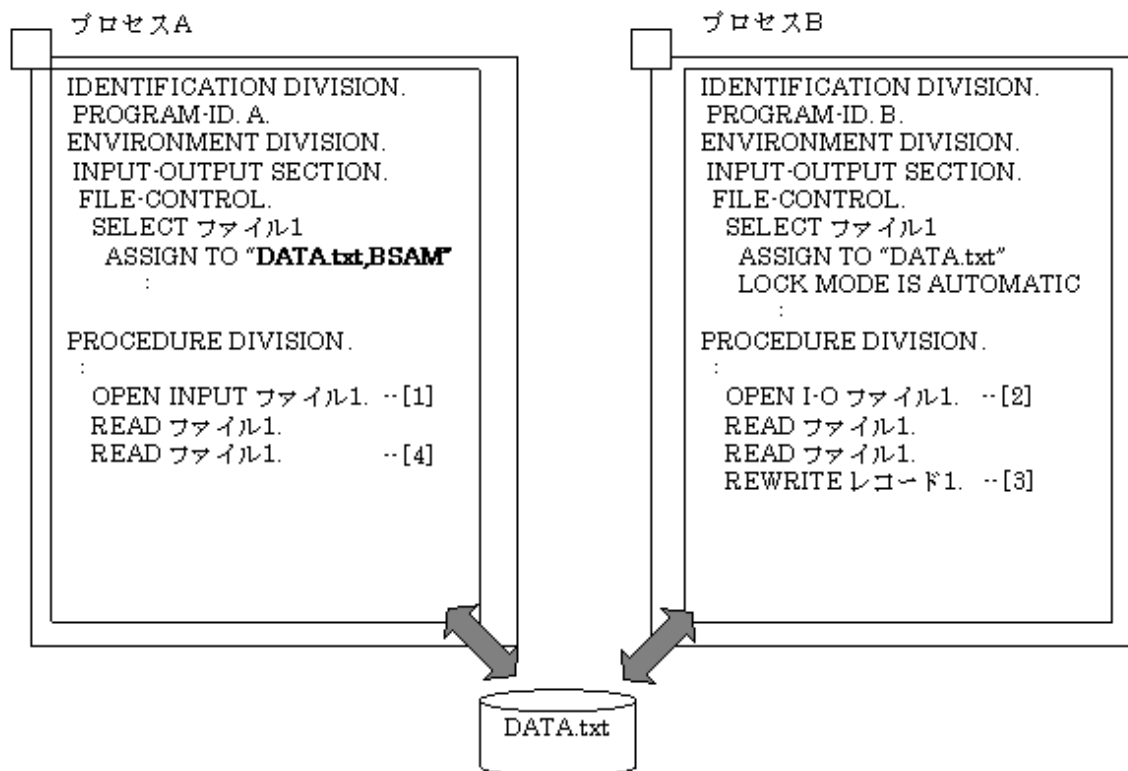 プロセスA
IDENTIFICATION DIVISION.
PROGRAM-ID. A.
ENVIRONMENT DIVISION.
INPUT-OUTPUT SECTION.
FILE-CONTROL.
SELECT ファイル1
ASSIGN TO “DATA.txt,BSAM”
:
PROCEDURE DIVISION.
:
OPEN INPUT ファイル1. ‥[1]
READ ファイル1.
READ ファイル1. ‥[4]
プロセスB
IDENTIFICATION DIVISION.
PROGRAM-ID. B.
ENVIRONMENT DIVISION.
INPUT-OUTPUT SECTION.
FILE-CONTROL.
SELECT ファイル1
ASSIGN TO “DATA.txt”
LOCK MODE IS AUTOMATIC
:
PROCEDURE DIVISION.
:
OPEN I-O ファイル1. ‥[2]
READ ファイル1.
READ ファイル1.
REWRITE レコード1. ‥[3]
DATA.txt